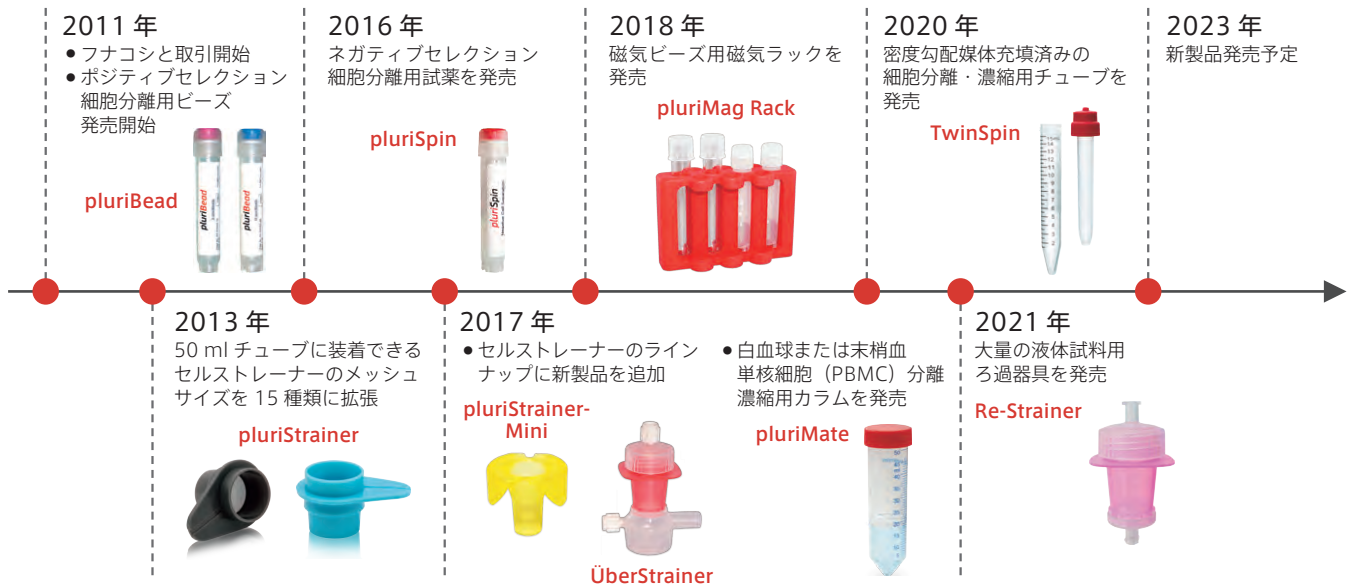 2011 年
● フナコシと取引開始
● ポジティブセレクション
細胞分離用ビーズ
発売開始
pluriBead
pluriBead
pluriBead
2016 年
ネガティブセレクション
細胞分離用試薬を発売
pluriSpin
pluriSpin
2018 年
磁気ビーズ用磁気ラックを
発売
pluriMag Rack
2020 年
密度勾配媒体充填済みの
細胞分離・濃縮用チューブを
発売
TwinSpin
2023 年
新製品発売予定
2013 年
50 ml チューブに装着できる
セルストレーナーのメッシュ
サイズを 15 種類に拡張
pluriStrainer
2017 年
● セルストレーナーのライン
ナップに新製品を追加
pluriStrainer-
Mini
ÜberStrainer
● 白血球または末梢血
単核細胞（PBMC）分離
濃縮用カラムを発売
pluriMate
2021 年
大量の液体試料用
ろ過器具を発売
Re-Strainer